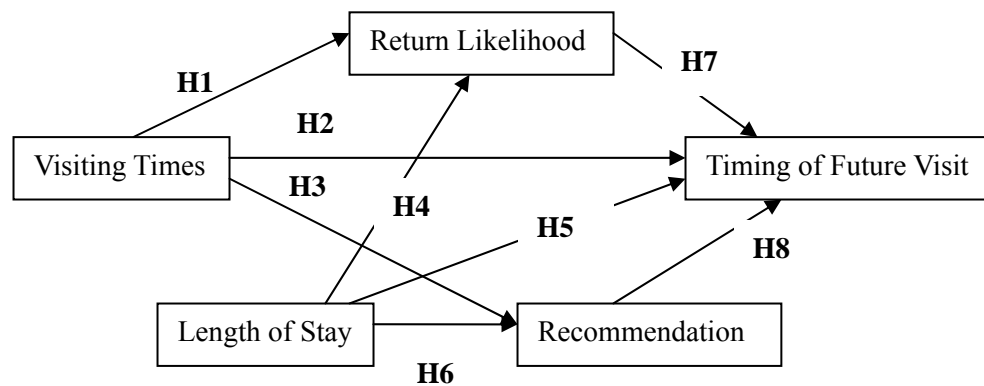 Return Likelihood
H1
H7
H2
Visiting Times
Timing of Future Visit
H3
H4
H5
H8
Length of Stay
Recommendation
H6